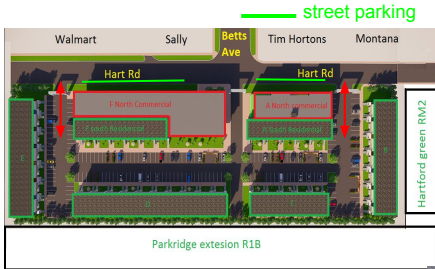 street parking
Walmart
Sally
Betts
Ave
Tim Hortons
Montana
Hart Rd
Hart Rd
F North Commercial
A North commercial
F South Residential
A South Residential
E
B
D
C
Hartford green RM2
Parkridge extesion R1B